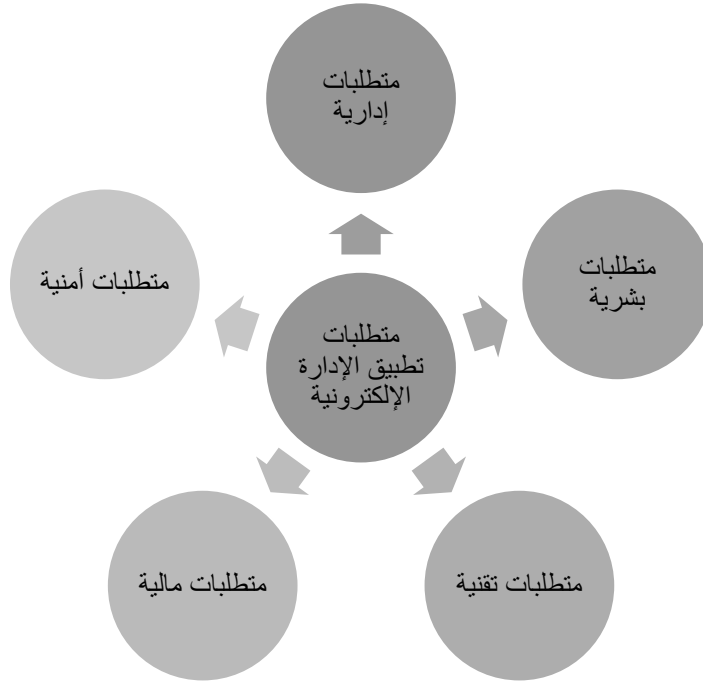 متطلبات
إدارية
متطلبات
بشرية
متطلبات أمنية
متطلبات
تطبيق الإدارة
الإلكترونية
متطلبات تقنية
متطلبات مالية